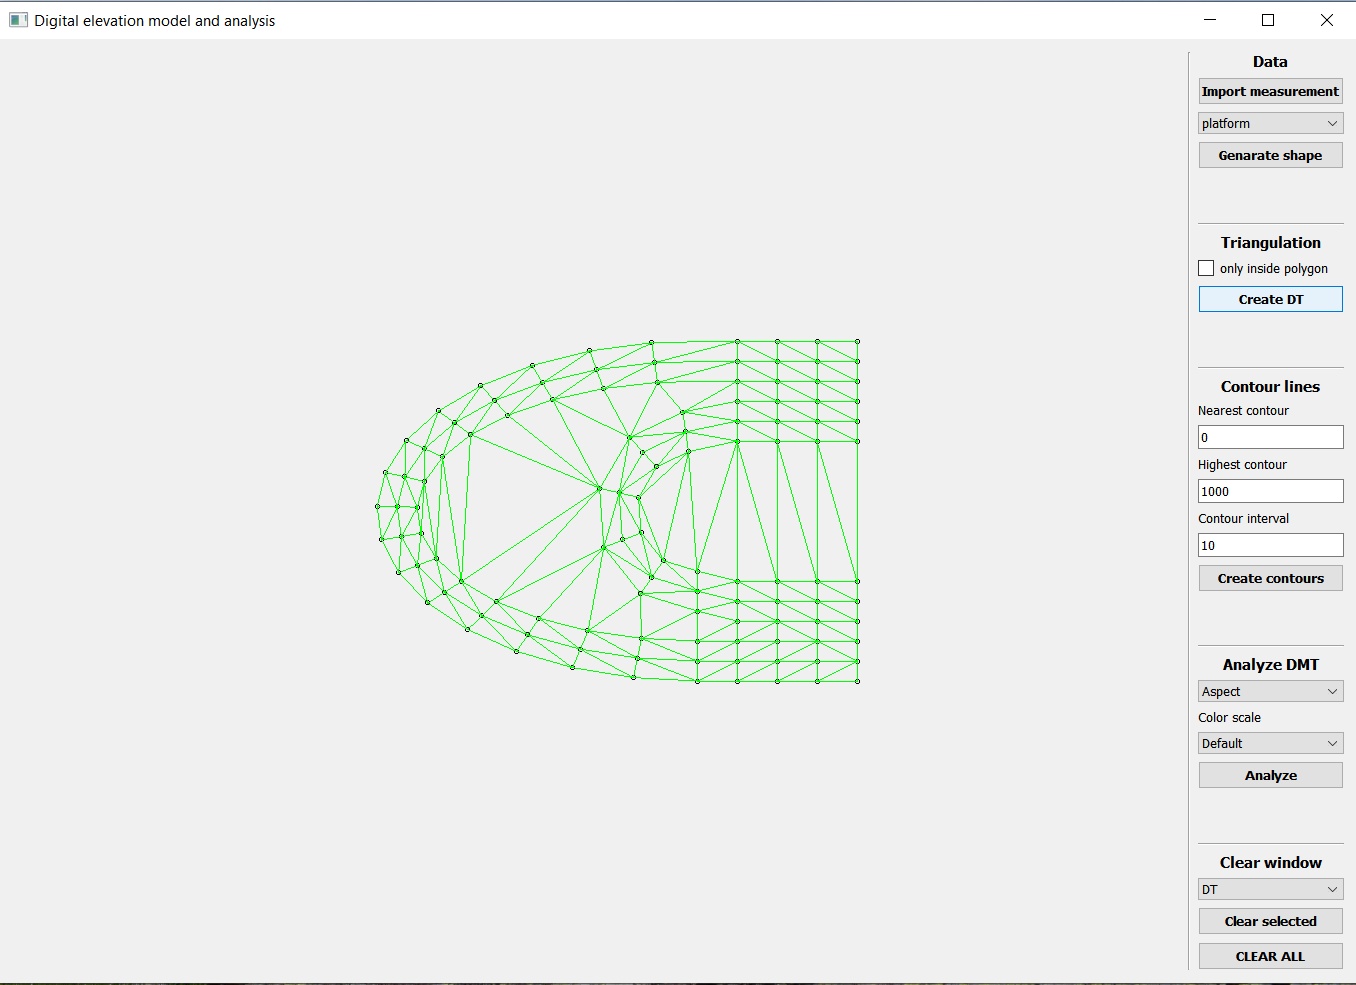 Digital elevation model and analysis
Data
Import measurement
platform
Genarate shape
Triangulation
only inside polygon
Create DT
Contour lines
Nearest contour
0
Highest contour
1000
Contour interval
10
Create contours
Analyze DMT
Aspect
Color scale
Default
Analyze
Clear window
DT
Clear selected
CLEAR ALL